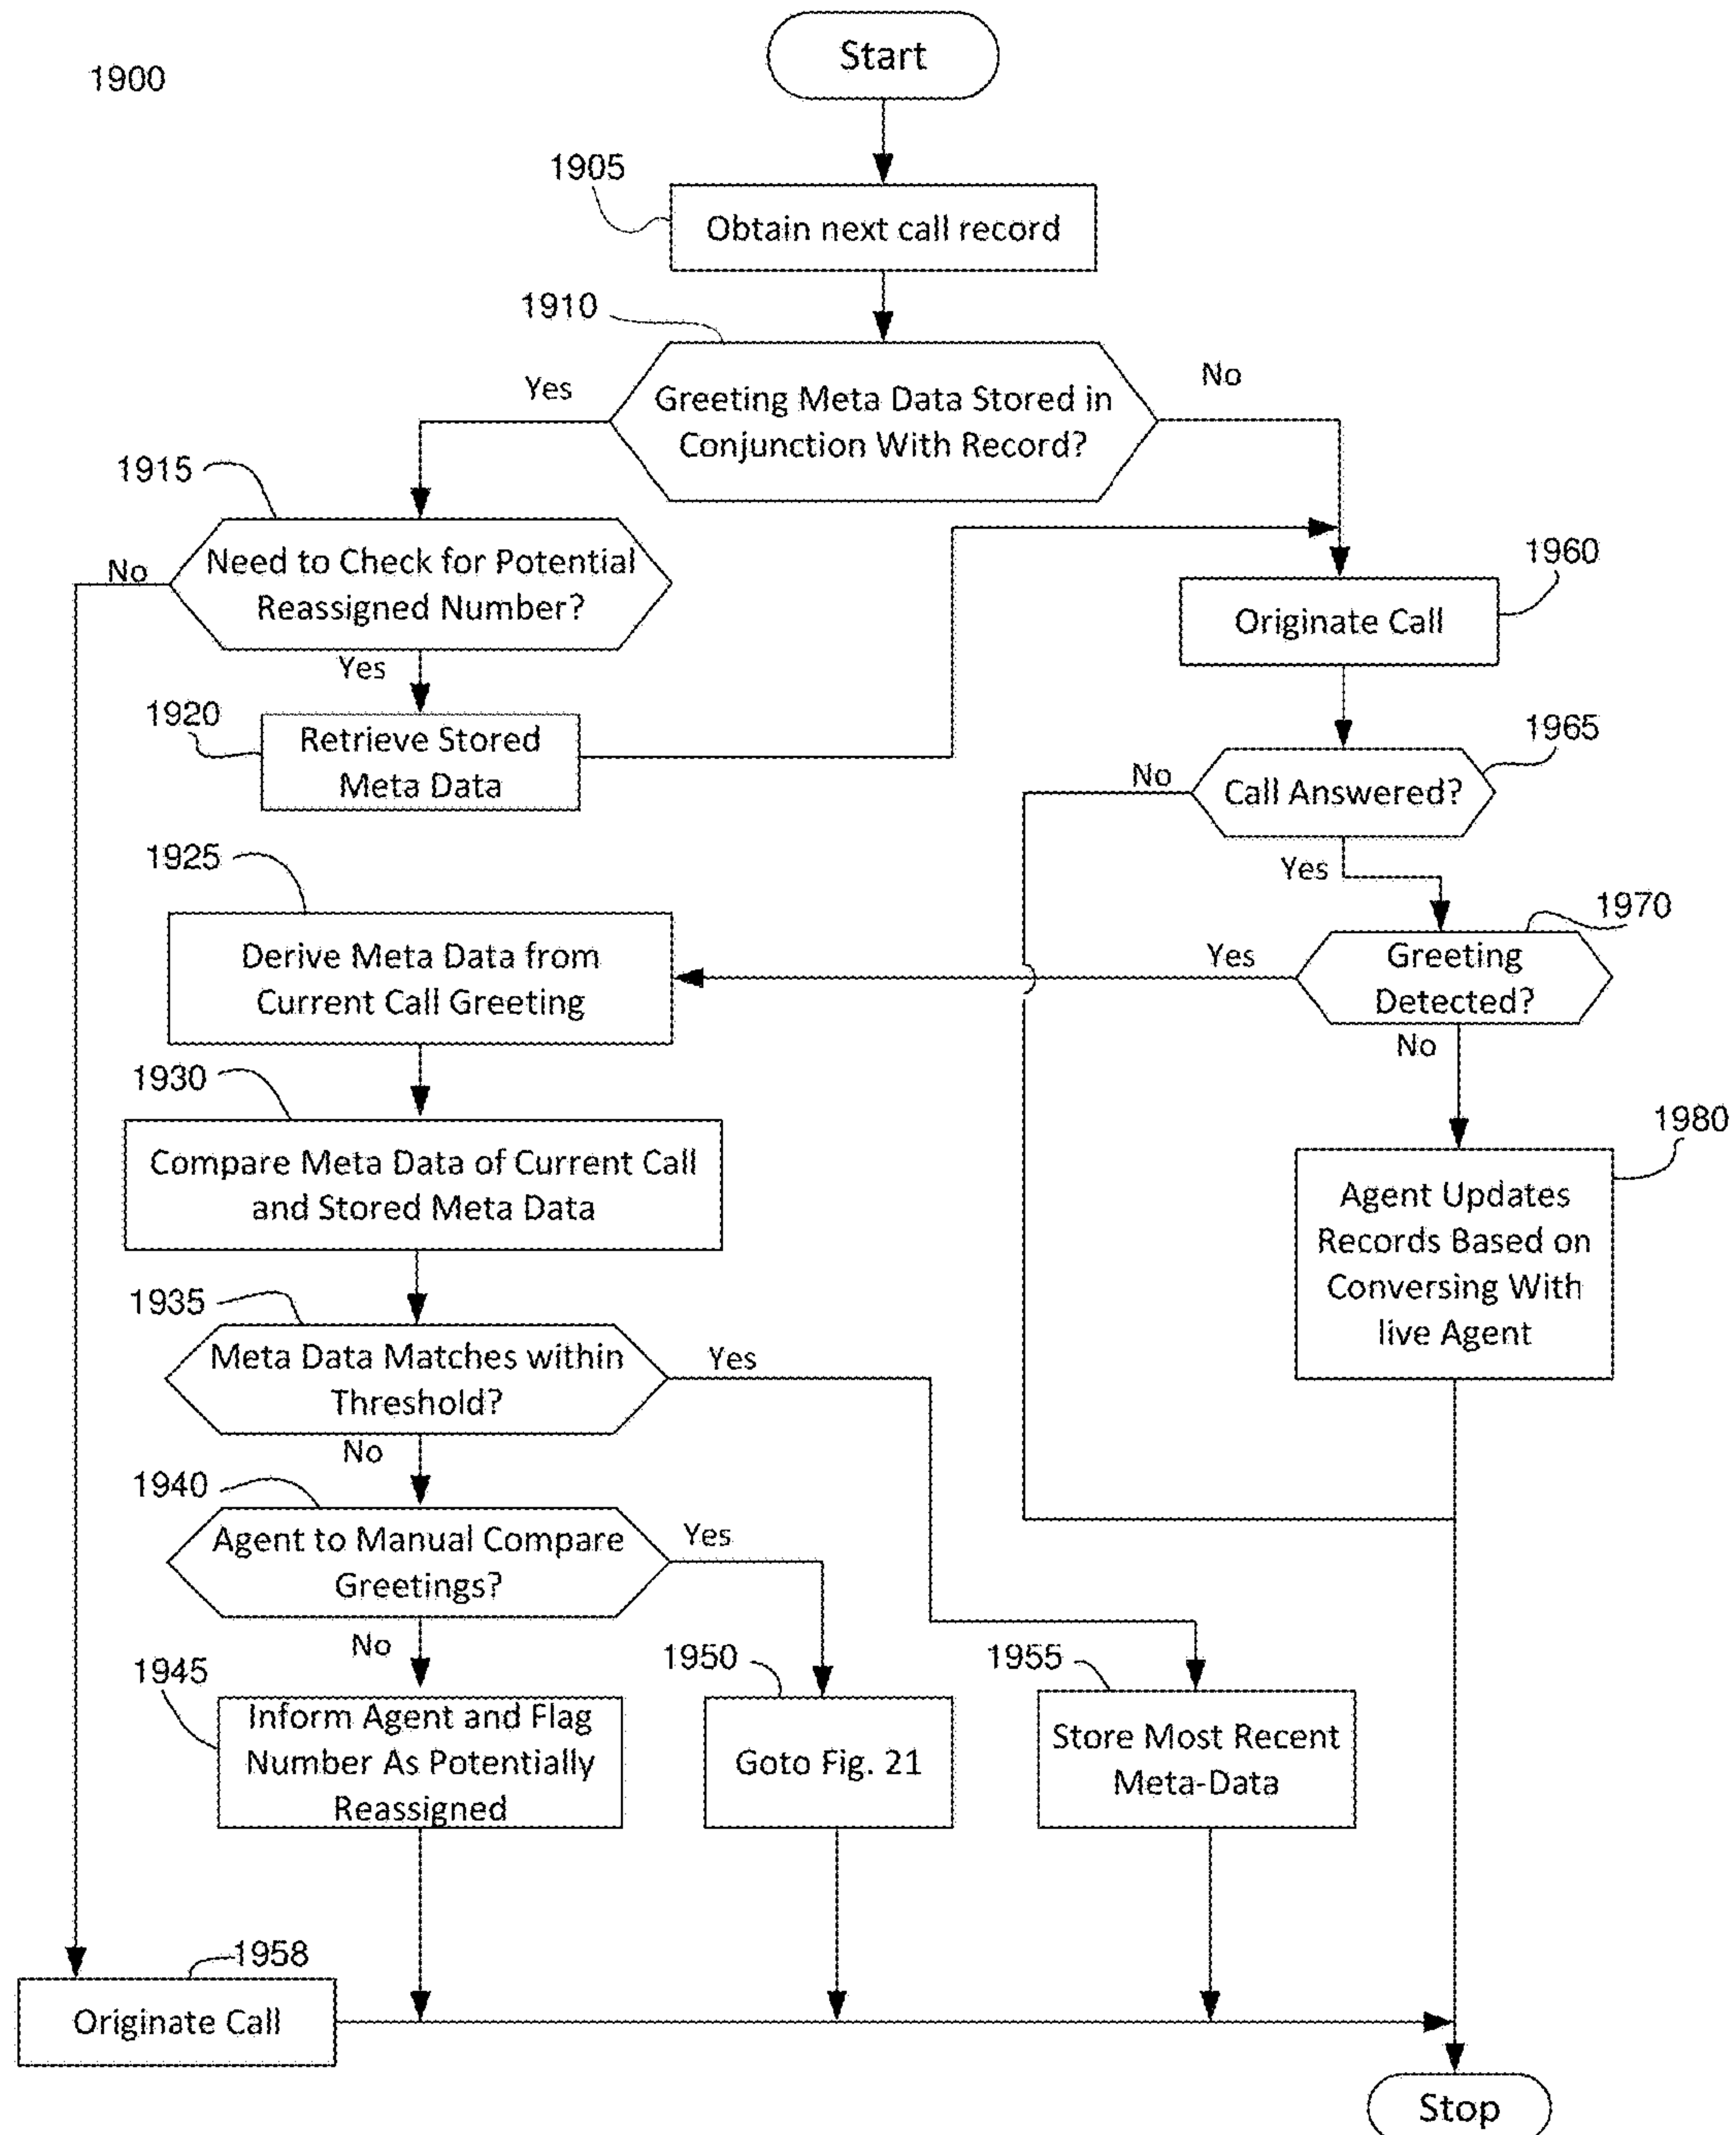 Start
1900
1905
Obtain next call record
1910
Yes
No
Greeting Meta Data Stored in
Conjunction With Record?
1915
No
Need to Check for Potential
Reassigned Number?
Yes
1960
Originate Call
1920
Retrieve Stored
Meta Data
1965
No
Call Answered?
Yes
1925
Derive Meta Data from
Current Call Greeting
1970
Yes
Greeting
Detected?
No
1930
Compare Meta Data of Current Call
and Stored Meta Data
1980
Agent Updates
Records Based on
Conversing With
live Agent
1935
Meta Data Matches within
Threshold?
Yes
No
1940
Agent to Manual Compare
Greetings?
Yes
No
1945
Inform Agent and Flag
Number As Potentially
Reassigned
1950
Goto Fig. 21
1955
Store Most Recent
Meta-Data
1958
Originate Call
Stop